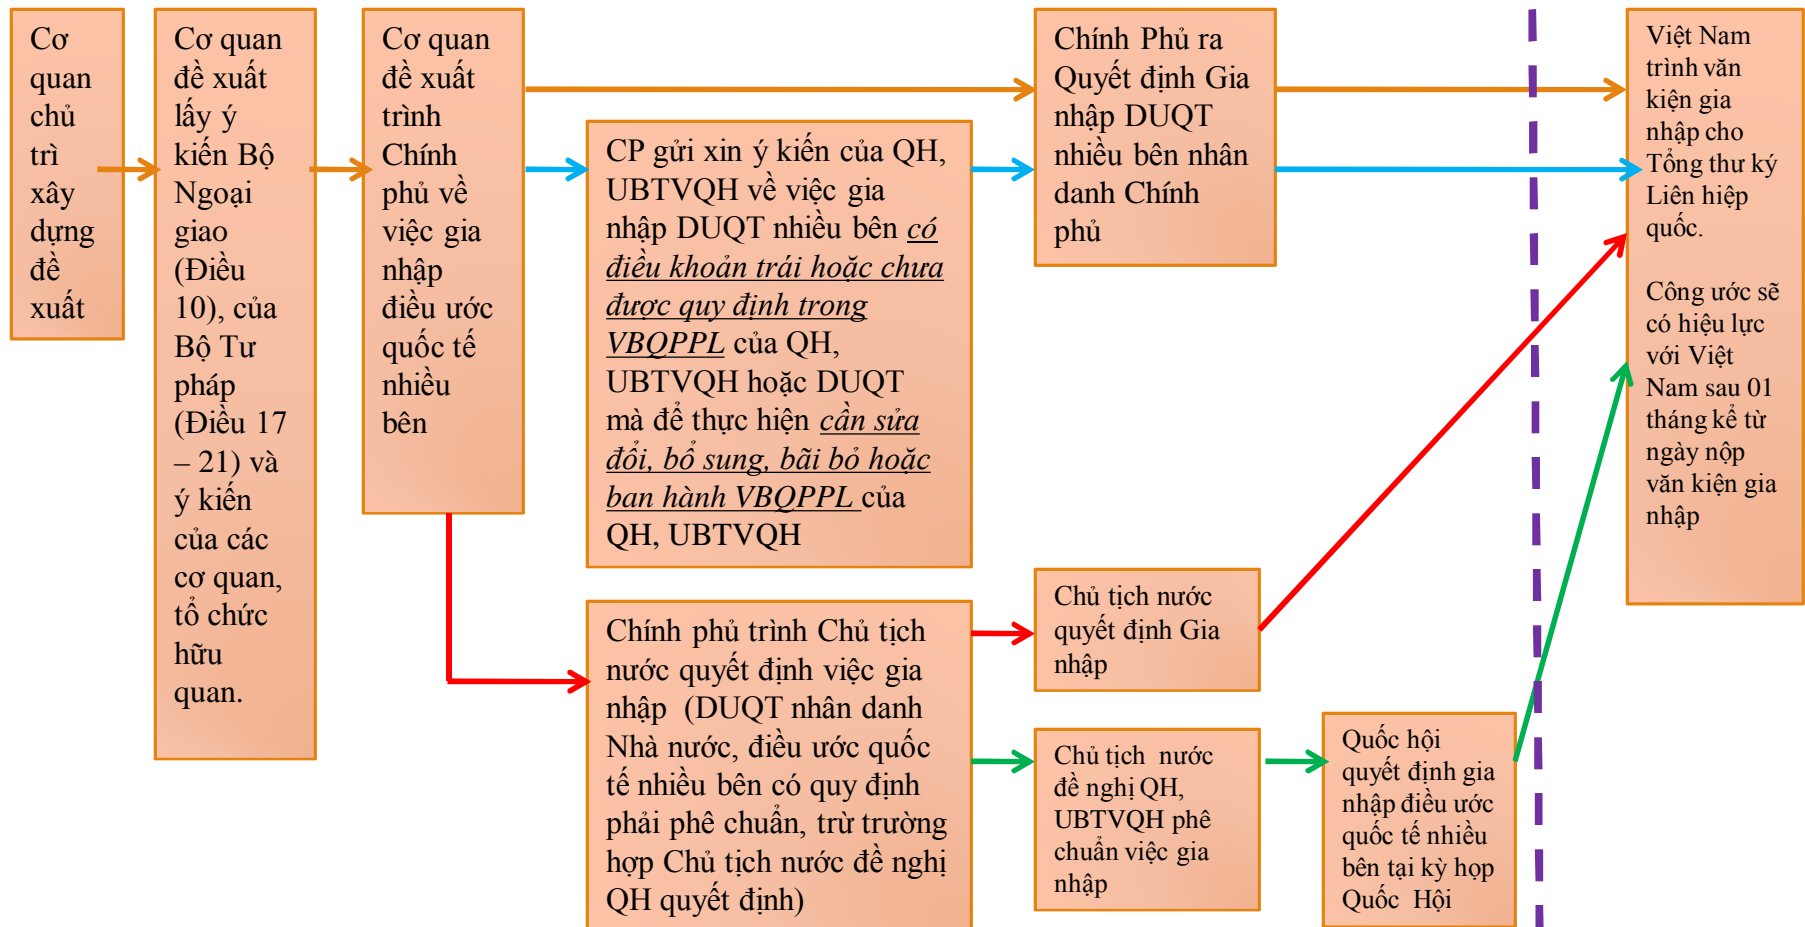 Cơ
quan
chủ
trì
xây
dựng
đề
xuất
Cơ quan
đề xuất
lấy ý
kiến Bộ
Ngoại
giao
(Điều
10), của
Bộ Tư
pháp
(Điều 17
– 21) và
ý kiến
của các
cơ quan,
tổ chức
hữu
quan.
Cơ quan
đề xuất
trình
Chính
phủ về
việc gia
nhập
điều ước
quốc tế
nhiều
bên
CP gửi xin ý kiến của QH,
UBTVQH về việc gia
nhập DUQT nhiều bên có
điều khoản trái hoặc chưa
được quy định trong
VBQPPL của QH,
UBTVQH hoặc DUQT
mà để thực hiện cần sửa
đổi, bổ sung, bãi bỏ hoặc
ban hành VBQPPL của
QH, UBTVQH
Chính phủ trình Chủ tịch
nước quyết định việc gia
nhập (DUQT nhân danh
Nhà nước, điều ước quốc
tế nhiều bên có quy định
phải phê chuẩn, trừ trường
hợp Chủ tịch nước đề nghị
QH quyết định)
Chính Phủ ra
Quyết định Gia
nhập DUQT
nhiều bên nhân
danh Chính
phủ
Chủ tịch nước
quyết định Gia
nhập
Chủ tịch nước
đề nghị QH,
UBTVQH phê
chuẩn việc gia
nhập
Quốc hội
quyết định gia
nhập điều ước
quốc tế nhiều
bên tại kỳ họp
Quốc Hội
Việt Nam
trình văn
kiện gia
nhập cho
Tổng thư ký
Liên hiệp
quốc.
Công ước sẽ
có hiệu lực
với Việt
Nam sau 01
tháng kể từ
ngày nộp
văn kiện gia
nhập